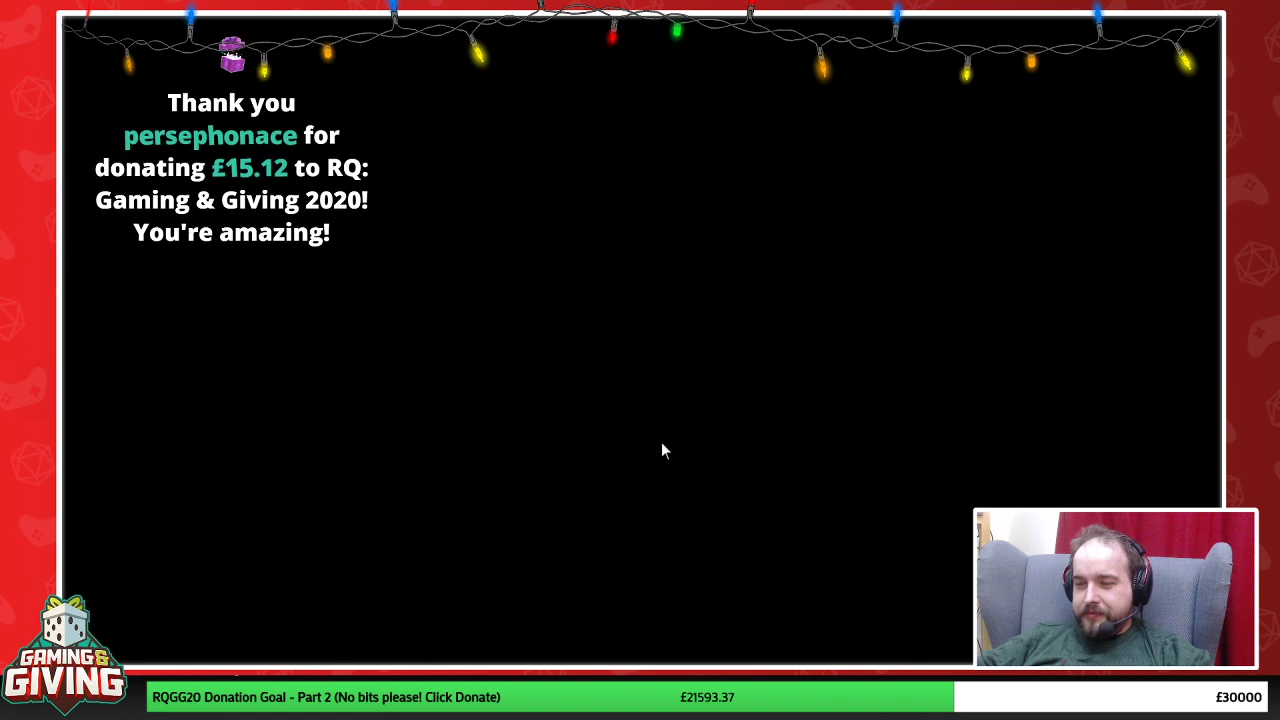 Thank you
persephonace for
donating £15.12 to RQ:
Gaming & Giving 2020!
You're amazing!
GAMING &
GIVING
RQGG20 Donation Goal - Part 2 (No bits please! Click Donate) £21593.37 £30000